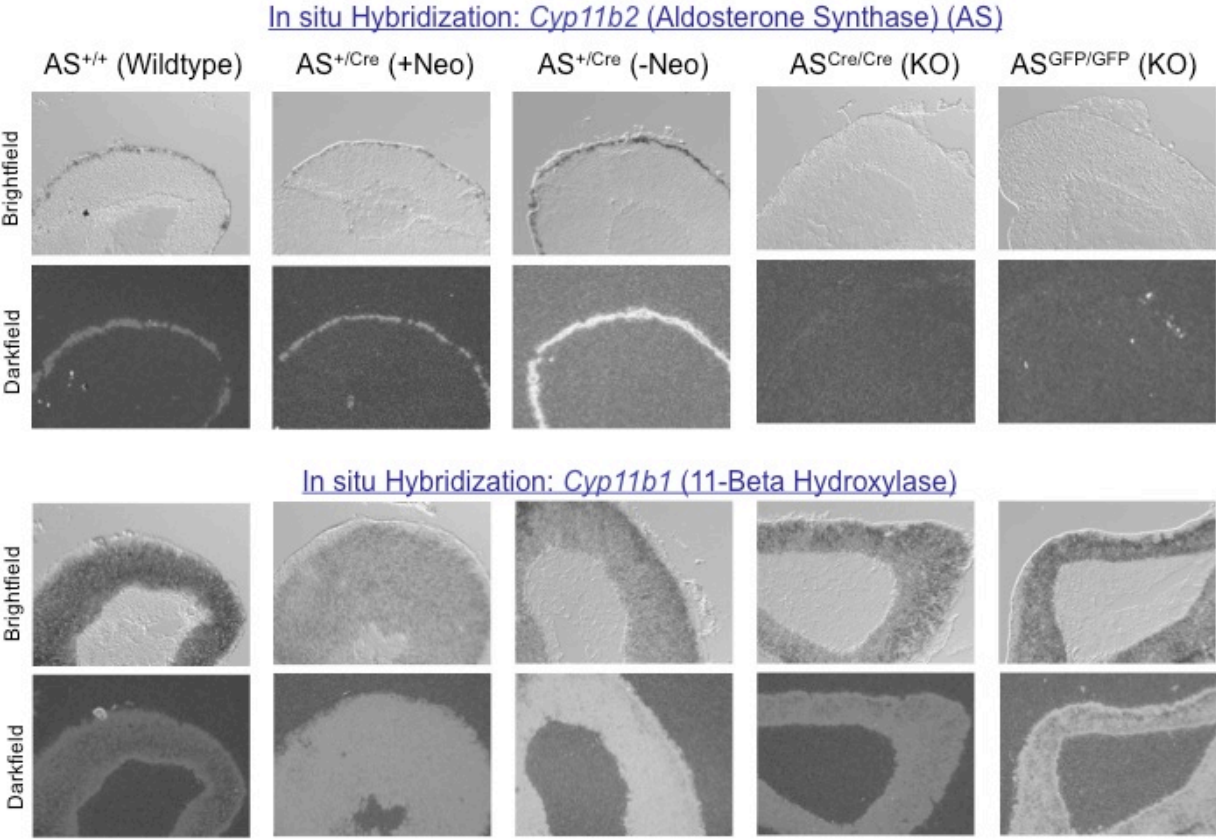 In situ Hybridization: Cyp11b2 (Aldosterone Synthase) (AS)
AS+/+ (Wildtype) AS+/Cre (+Neo) AS+/Cre (-Neo) ASCre/Cre (KO) ASGFP/GFP (KO)
Brightfield
Darkfield
In situ Hybridization: Cyp11b1 (11-Beta Hydroxylase)
Brightfield
Darkfield